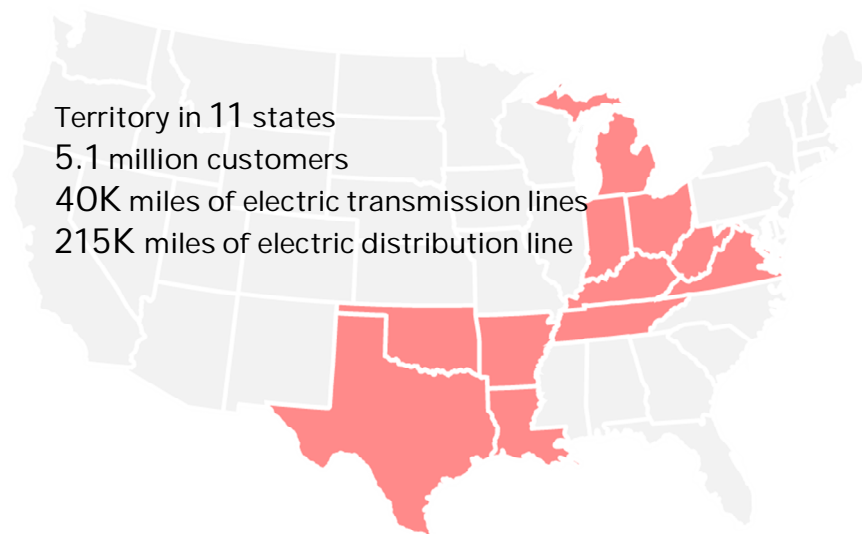 Territory in 11 states
5.1 million customers
40K miles of electric transmission lines
215K miles of electric distribution line